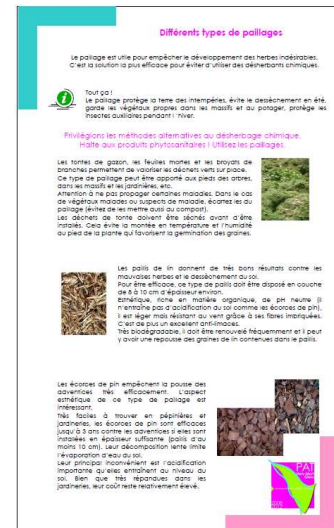 Différents types de paillages
Le paillage est utile pour empêcher le développement des herbes indésirables.
C'est la solution la plus efficace pour éviter d'utiliser des désherbants chimiques.
Tout ça !
Le paillage protège la terre des intempéries, évite le dessèchement en été,
garde les végétaux propres dans les massifs et au potager, protège les
insectes auxiliaires pendant l'hiver.
Privilégions les méthodes alternatives au désherbage chimique.
Halte aux produits phytosanitaires ! Utilisez les paillages.
Les tontes de gazon, les feuilles mortes et les broyats de
branches permettent de valoriser les déchets verts sur place.
Ce type de paillage peut être apporté aux pieds des arbres,
dans les massifs et les jardinières, etc.
Attention à ne pas propager certaines maladies. Dans le cas
de végétaux malades ou suspects de maladie, écartez les du
paillage (évitez de les mettre aussi au compost).
Les déchets de tonte doivent être séchés avant d'être
installés. Cela évite la montée en température et l'humidité
au pied de la plante qui favorisent la germination des graines.
Les paillis de lin donnent de très bons résultats contre les
mauvaises herbes et le dessèchement du sol.
Pour être efficace, ce type de paillis doit être disposé en couche
de 8 à 10 cm d'épaisseur environ.
Esthétique, riche en matière organique, de pH neutre (il
n'entraîne pas d'acidification du sol comme les écorces de pin),
il est léger mais résistant au vent grâce à ses fibres imbriquées.
C'est de plus un excellent anti-limaces.
Très biodégradable, il doit être renouvelé fréquemment et il peut
y avoir une repousse des graines de lin contenues dans le paillis.
Les écorces de pin empêchent la pousse des
adventices très efficacement. L'aspect
esthétique de ce type de paillage est
intéressant.
Très faciles à trouver en pépinières et
jardineries, les écorces de pin sont efficaces
jusqu'à 3 ans contre les adventices si elles sont
installées en épaisseur suffisante (paillis d'au
moins 10 cm). Leur décomposition lente limite
l'évaporation d'eau du sol.
Leur principal inconvénient est l'acidification
importante qu'elles entraînent au niveau du
sol. Bien que très répandues dans les
jardineries, leur coût reste relativement élevé.